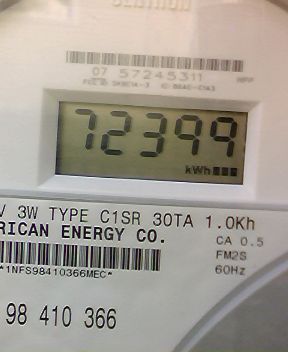 CENTRON
07 57245311
72399
kWh
V 3W TYPE C1SR 30TA 1.0Kh
RICAN ENERGY CO.
CA 0.5
FM2S
60Hz
*1NFS98410366MEC*
98 410 366